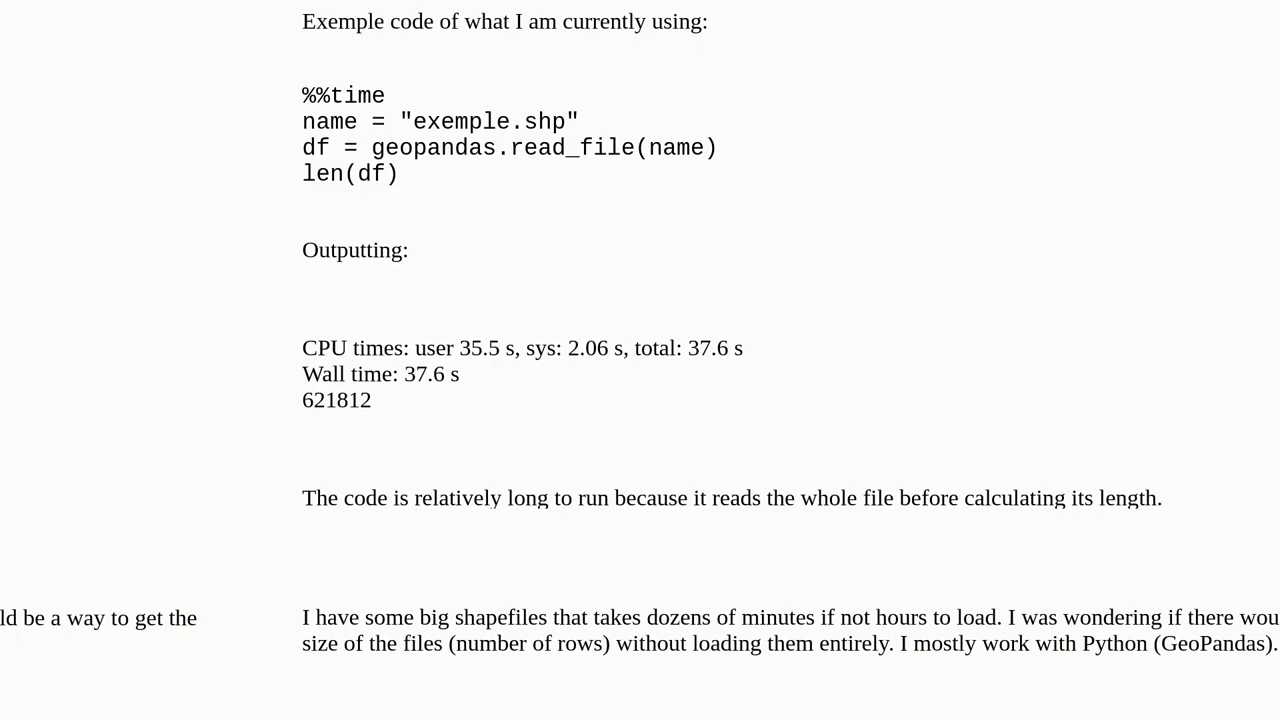 Exemple code of what I am currently using:
%%time
name = "exemple.shp"
df = geopandas.read_file(name)
len(df)
Outputting:
CPU times: user 35.5 s, sys: 2.06 s, total: 37.6 s
Wall time: 37.6 s
621812
The code is relatively long to run because it reads the whole file before calculating its length.
I have some big shapefiles that takes dozens of minutes if not hours to load. I was wondering if there wou
ld be a way to get the
size of the files (number of rows) without loading them entirely. I mostly work with Python (GeoPandas).